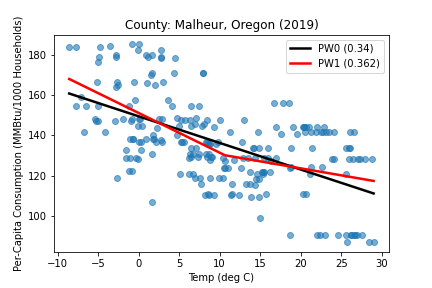 County: Malheur, Oregon (2019)
PW0 (0.34)
PW1 (0.362)
Per-Capita Consumption (MMBtu/1000 Households)
180
160
140
120
100
−10 −5 0 5 10 15 20 25 30
Temp (deg C)